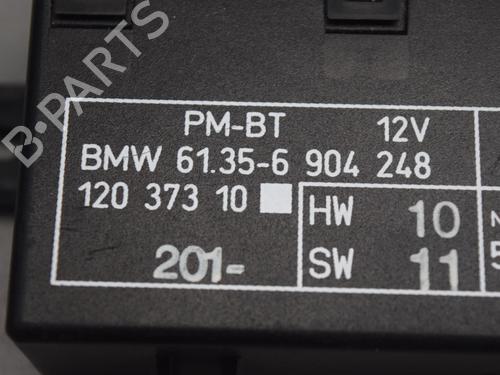 B-PARTS
PM-BT 12V
BMW 61.35-6 904 248
120 373 10
HW 10
201-
SW 11